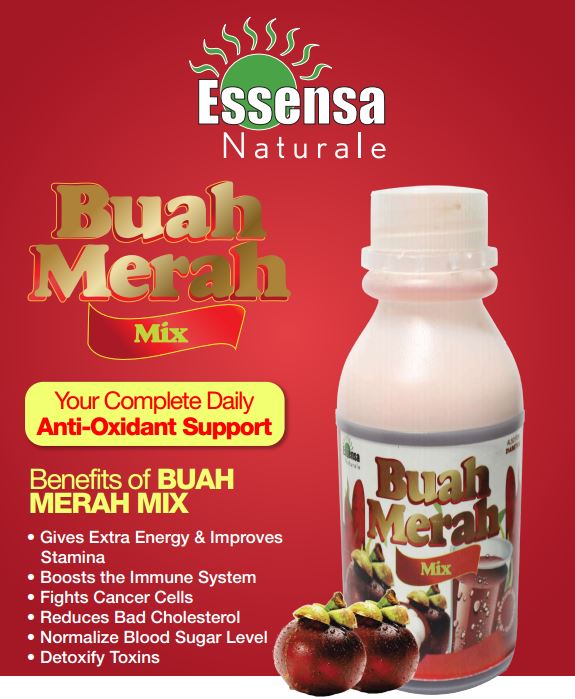 Essensa
Naturale
Buah
Merah
Mix
Your Complete Daily
Anti-Oxidant Support
Benefits of BUAH
MERAH MIX
• Gives Extra Energy & Improves
Stamina
• Boosts the Immune System
• Fights Cancer Cells
• Reduces Bad Cholesterol
• Normalize Blood Sugar Level
• Detoxify Toxins
Essensa
Naturale
Buah
Merah
Mix